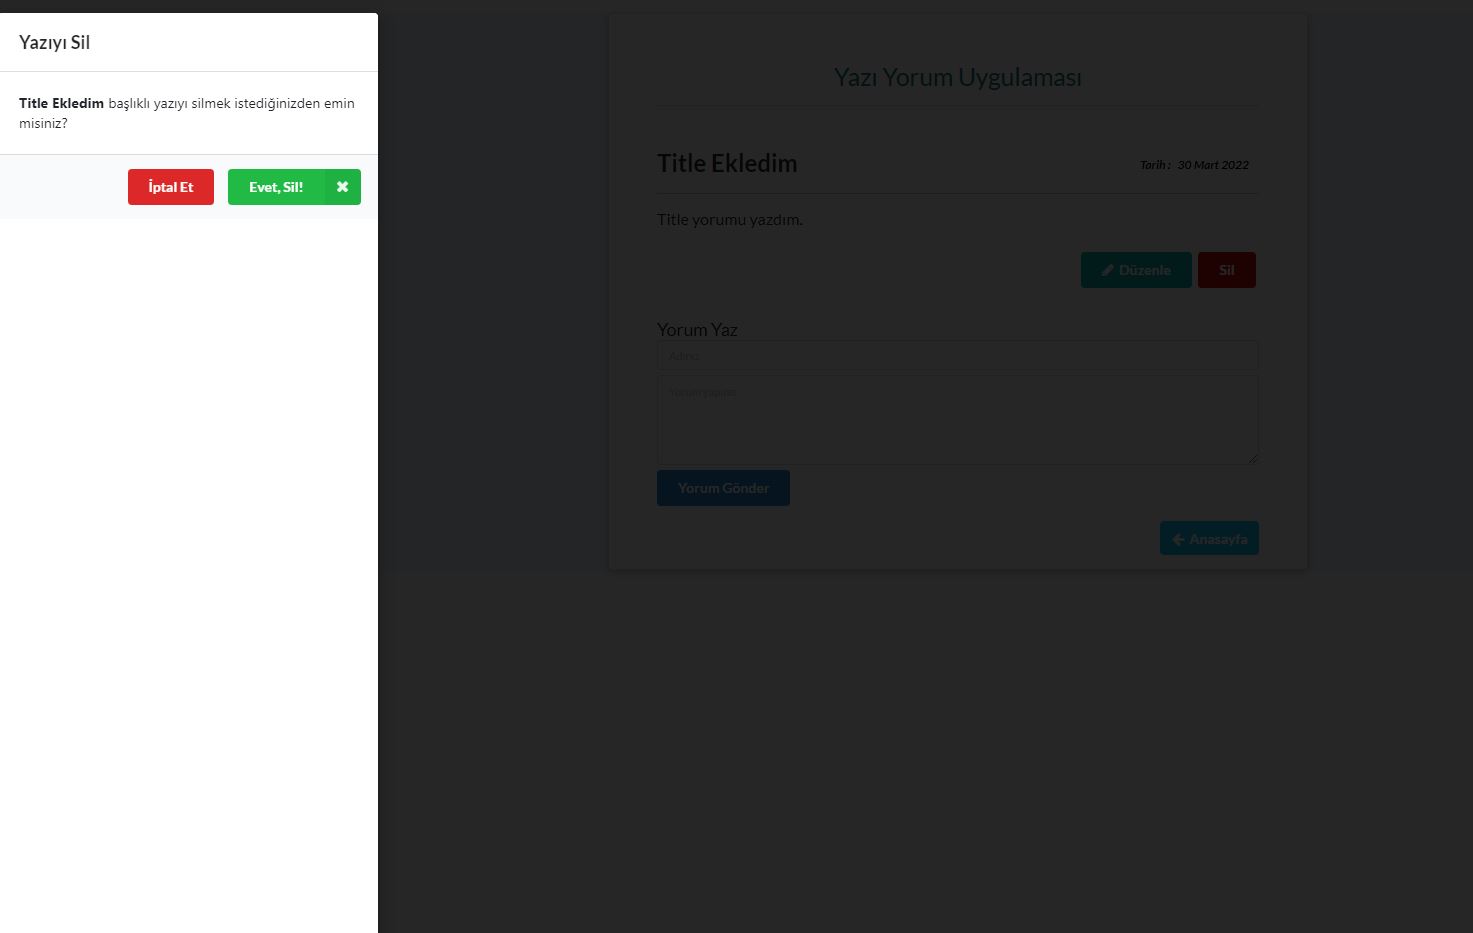 Yazıyı Sil
Title Ekledim başlıklı yazıyı silmek istediğinizden emin
misiniz?
İptal Et
Evet, Sil!
Yazı Yorum Uygulaması
Title Ekledim
Tarih : 30 Mart 2022
Title yorumu yazdım.
Düzenle
Sil
Yorum Yaz
Adınız
Yorum yapınız
Yorum Gönder
Anasayfa